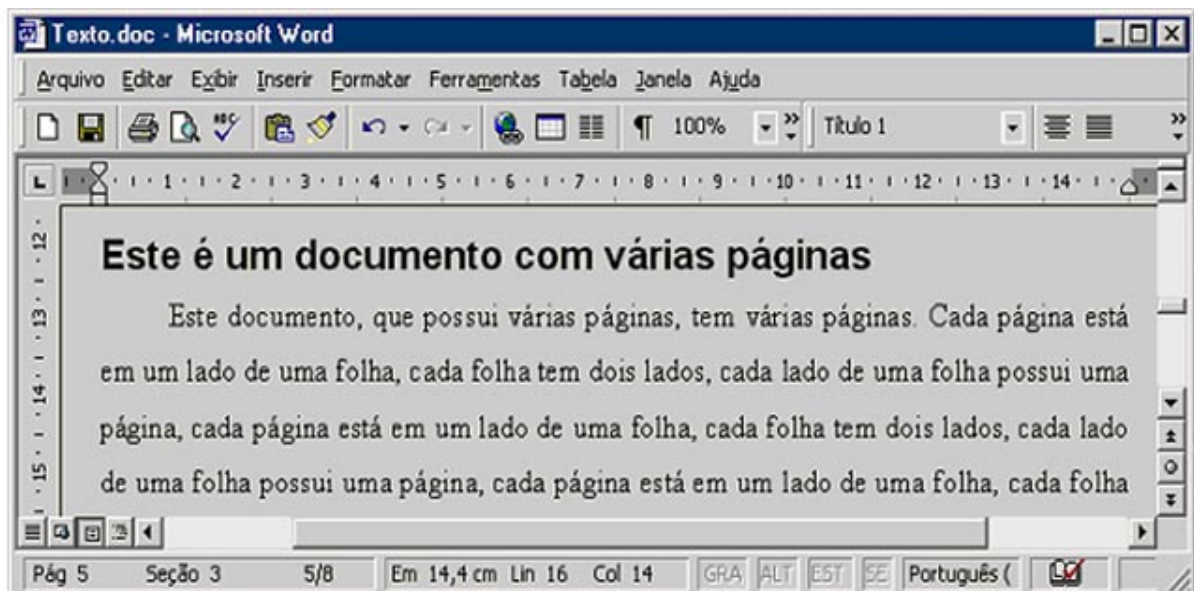 Texto.doc - Microsoft Word
Arquivo Editar Exibir Inserir Formatar Ferramentas Tabela Janela Ajuda
ABC ¶ 100% » Título 1 »
L 1 2 3 4 5 6 7 8 9 10 11 12 13 14
12
Este é um documento com várias páginas
13
Este documento, que possui várias páginas, tem várias páginas. Cada página está
em um lado de uma folha, cada folha tem dois lados, cada lado de uma folha possui uma
14
página, cada página está em um lado de uma folha, cada folha tem dois lados, cada lado
15
de uma folha possui uma página, cada página está em um lado de uma folha, cada folha
Pág 5 Seção 3 5/8 Em 14,4 cm Lin 16 Col 14 GRA ALT EST SE Português (